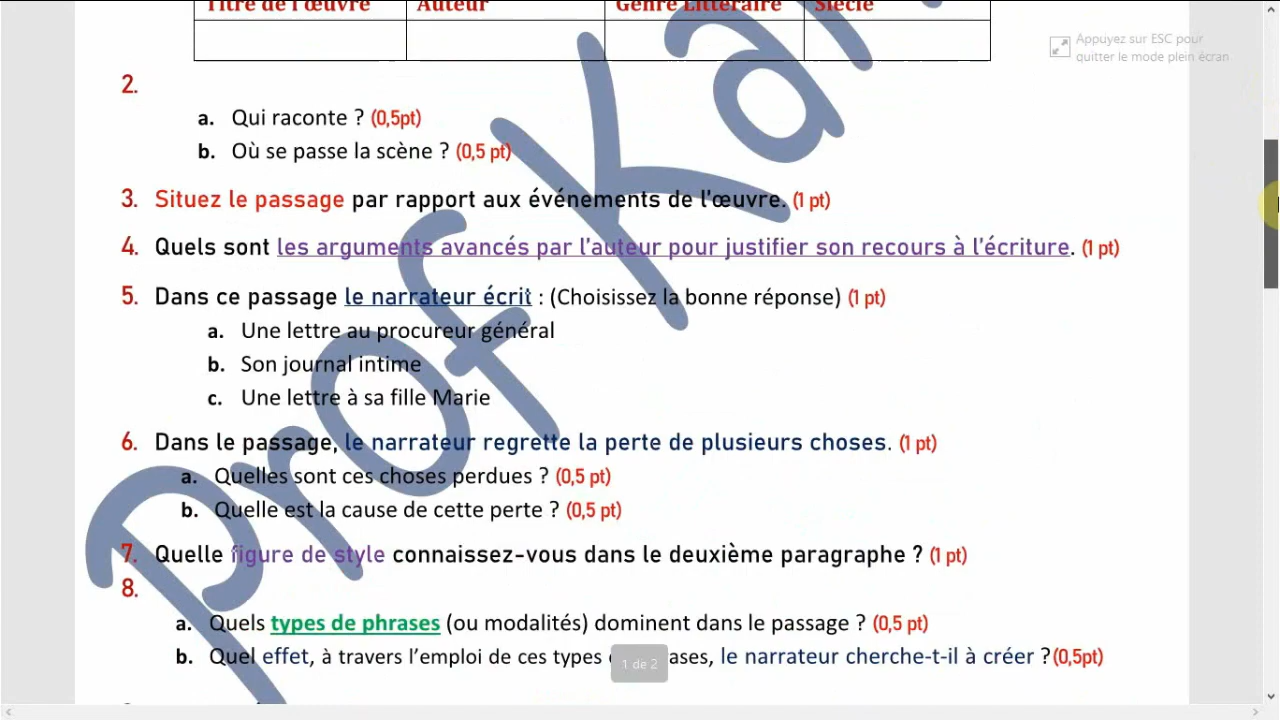 Titre de l'œuvre Auteur Genre Littéraire Siècle
Appuyez sur ESC pour
quitter le mode plein écran
2.
a. Qui raconte ? (0,5pt)
b. Où se passe la scène ? (0,5 pt)
3. Situez le passage par rapport aux événements de l'œuvre. (1 pt)
4. Quels sont les arguments avancés par l'auteur pour justifier son recours à l'écriture. (1 pt)
5. Dans ce passage le narrateur écrit : (Choisissez la bonne réponse) (1 pt)
a. Une lettre au procureur général
b. Son journal intime
c. Une lettre à sa fille Marie
6. Dans le passage, le narrateur regrette la perte de plusieurs choses. (1 pt)
a. Quelles sont ces choses perdues ? (0,5 pt)
b. Quelle est la cause de cette perte ? (0,5 pt)
7. Quelle figure de style connaissez-vous dans le deuxième paragraphe ? (1 pt)
8.
a. Quels types de phrases (ou modalités) dominent dans le passage ? (0,5 pt)
b. Quel effet, à travers l'emploi de ces types ases, le narrateur cherche-t-il à créer ? (0,5pt)
1 de 2
Prof